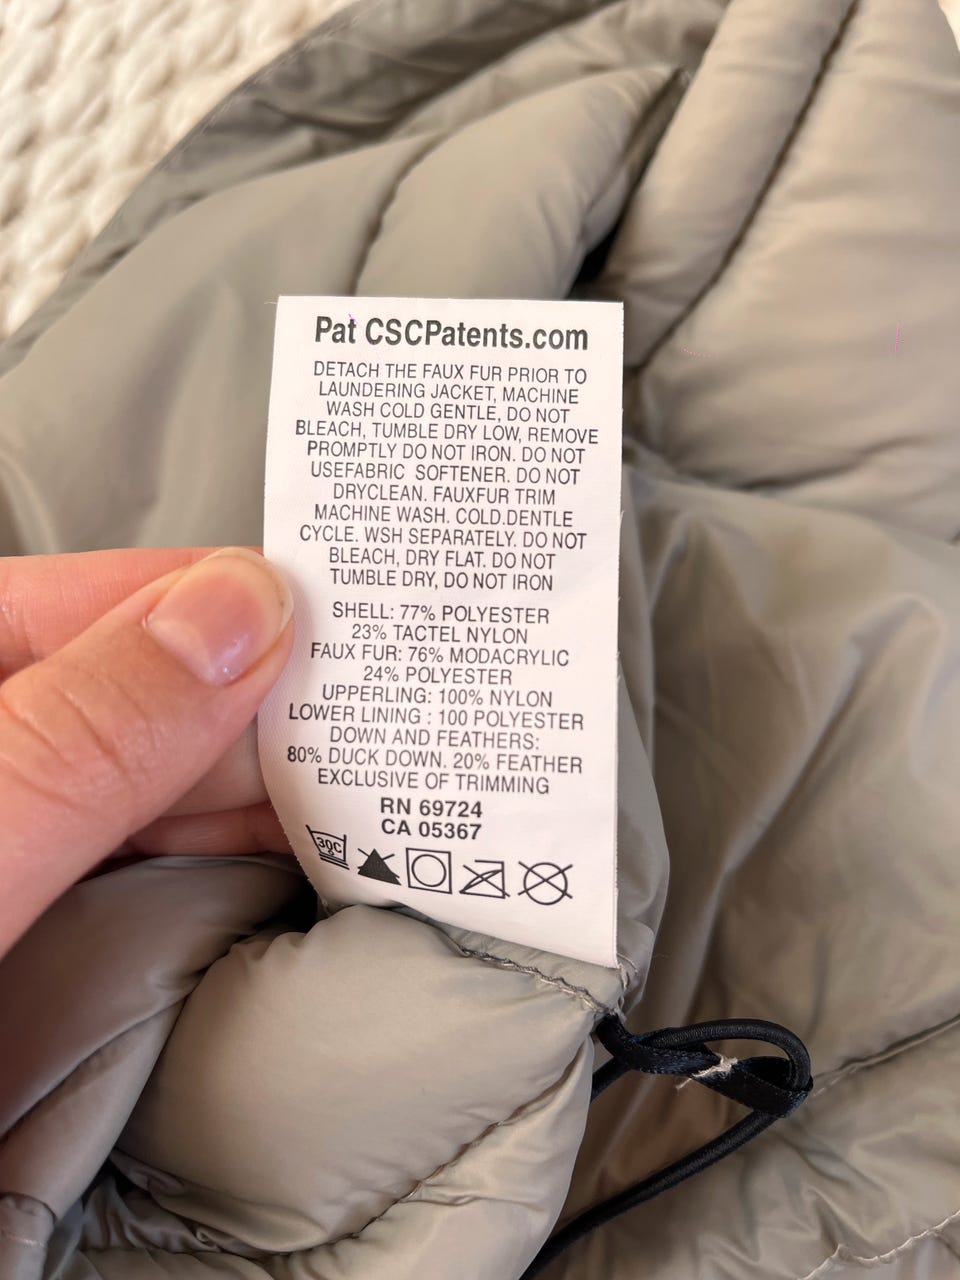 Pat CSCPatents.com
DETACH THE FAUX FUR PRIOR TO
LAUNDERING JACKET, MACHINE
WASH COLD GENTLE, DO NOT
BLEACH, TUMBLE DRY LOW, REMOVE
PROMPTLY DO NOT IRON. DO NOT
USEFABRIC SOFTENER. DO NOT
DRYCLEAN. FAUXFUR TRIM
MACHINE WASH. COLD.DENTLE
CYCLE. WSH SEPARATELY. DO NOT
BLEACH, DRY FLAT. DO NOT
TUMBLE DRY, DO NOT IRON
SHELL: 77% POLYESTER
23% TACTEL NYLON
FAUX FUR: 76% MODACRYLIC
24% POLYESTER
UPPERLING: 100% NYLON
LOWER LINING : 100 POLYESTER
DOWN AND FEATHERS:
80% DUCK DOWN. 20% FEATHER
EXCLUSIVE OF TRIMMING
RN 69724
CA 05367
30C